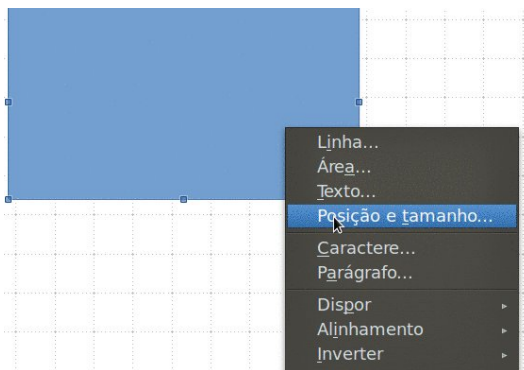 Linha...
Área...
Texto...
Posição e tamanho...
Caractere...
Parágrafo...
Dispor
Alinhamento
Inverter